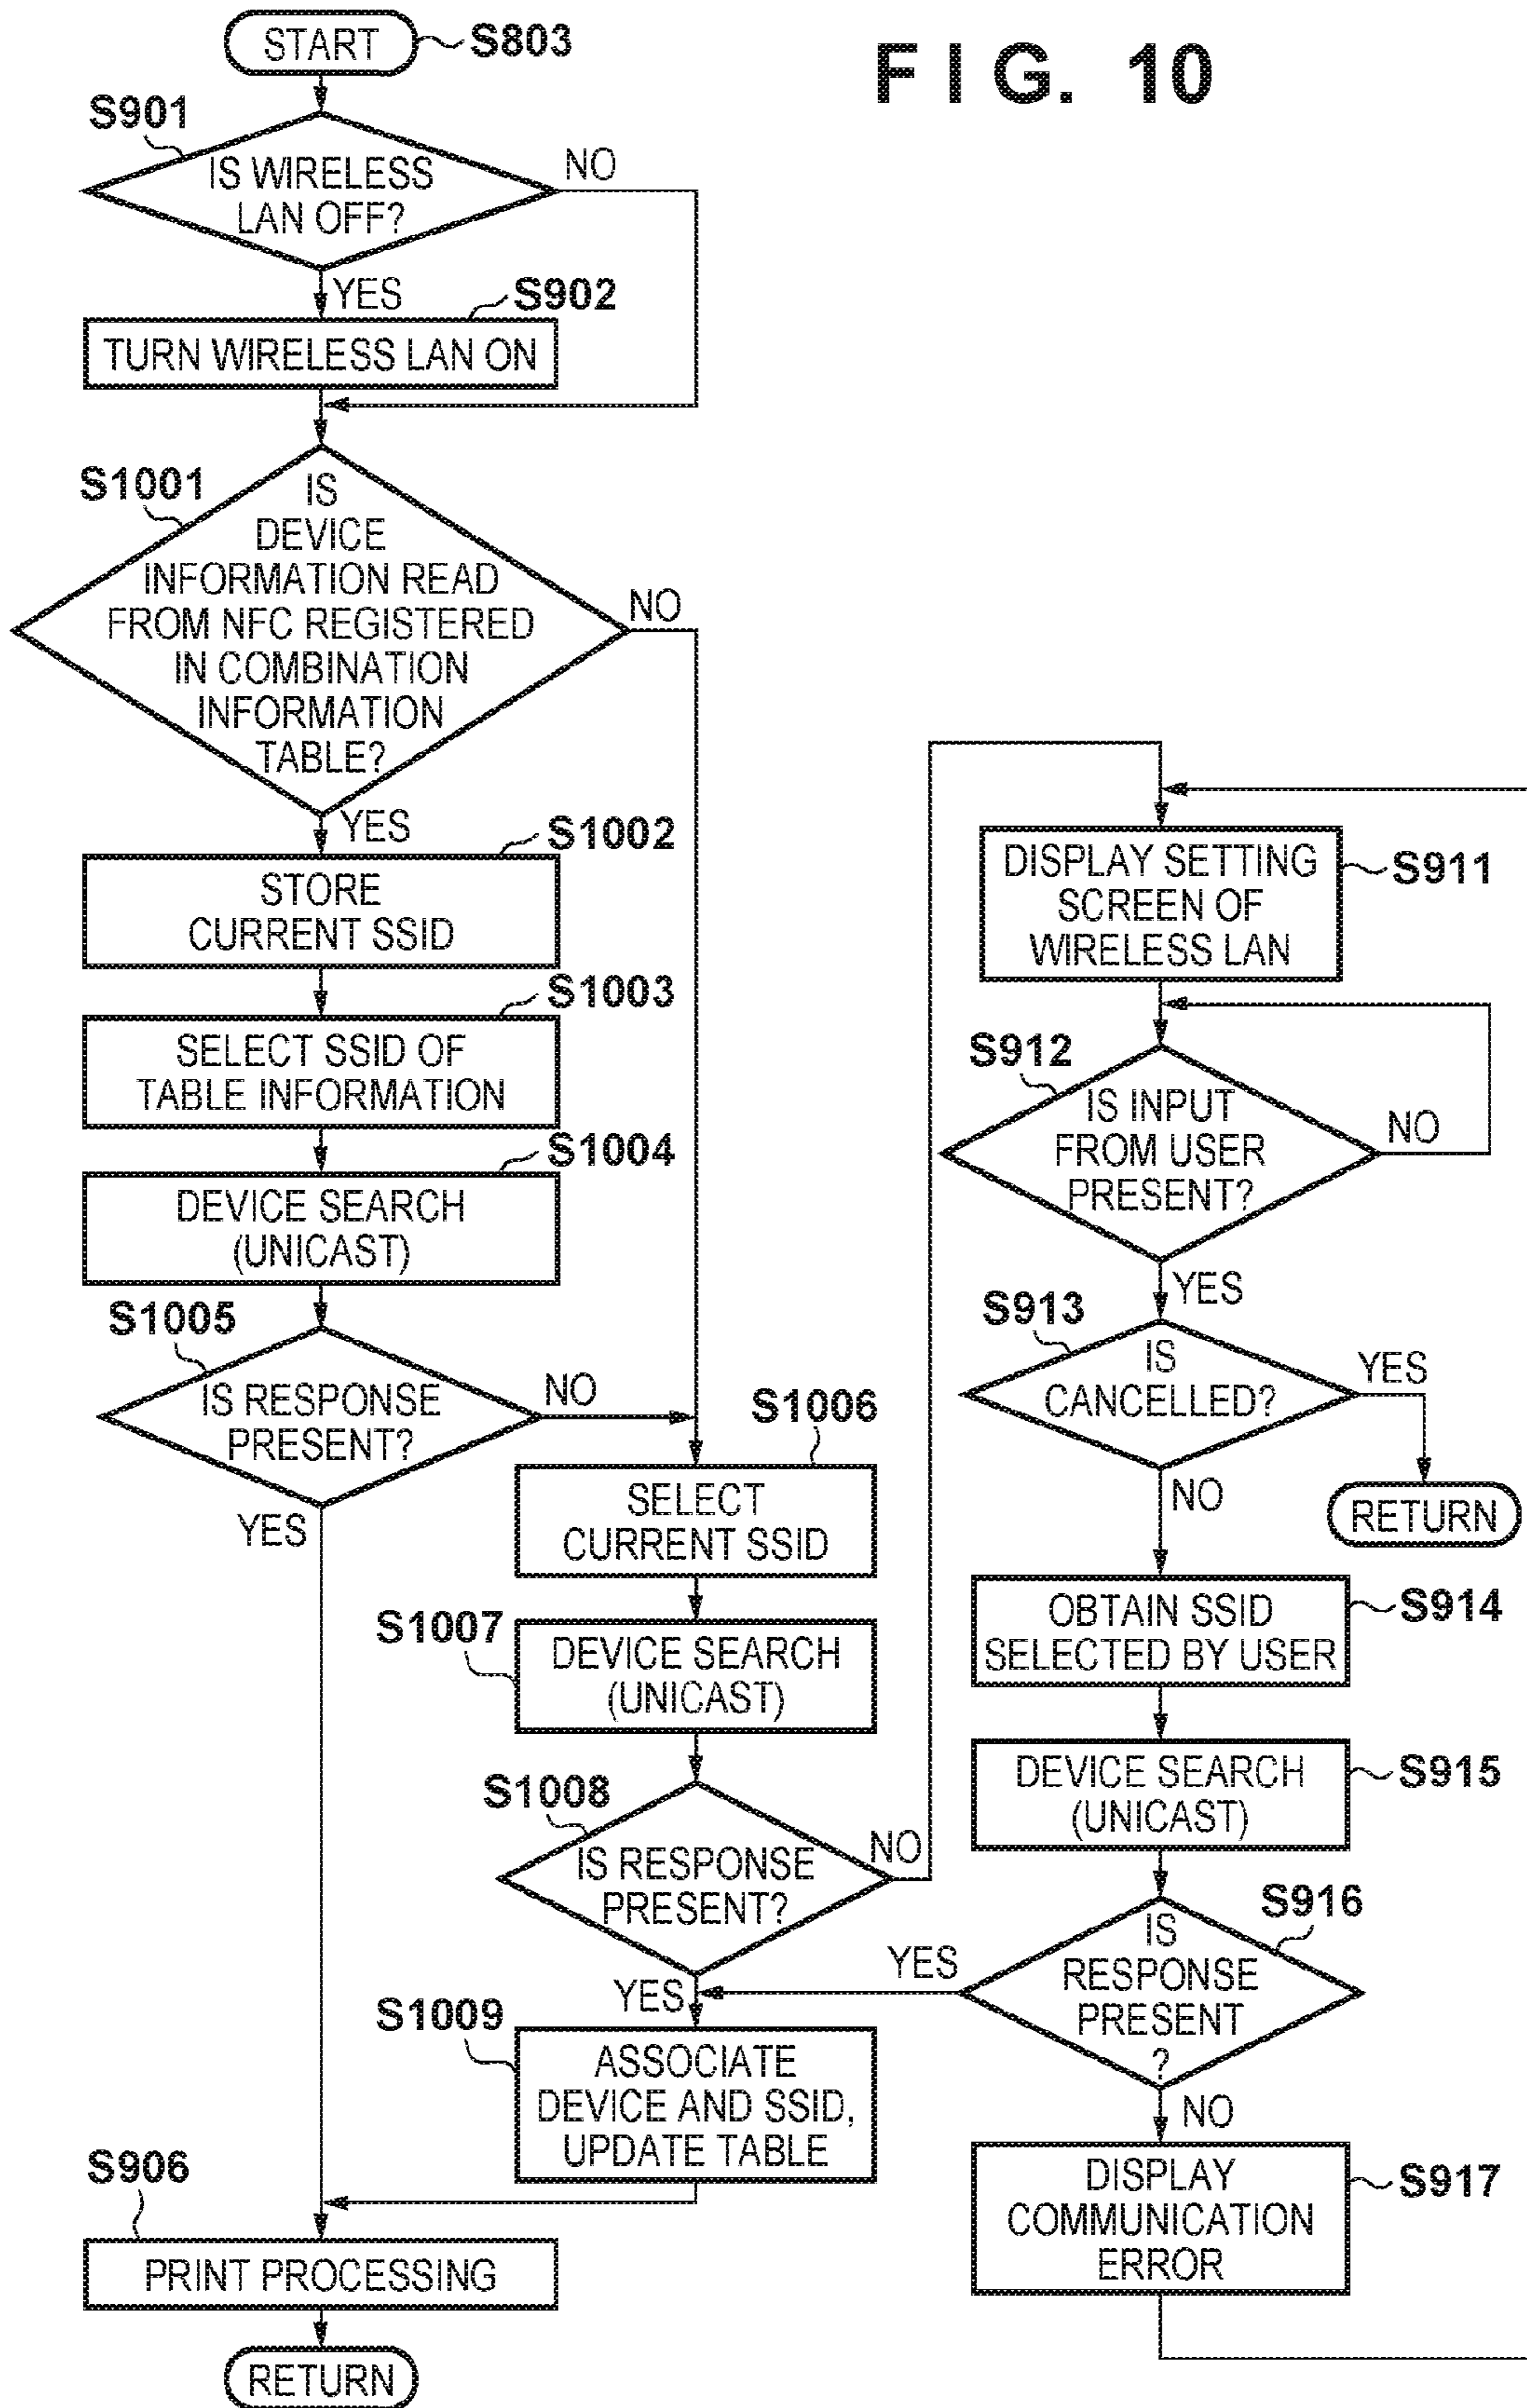 FIG. 10
START
S803
S901
IS WIRELESS
LAN OFF?
NO
YES
S902
TURN WIRELESS LAN ON
S1001
IS
DEVICE
INFORMATION READ
FROM NFC REGISTERED
IN COMBINATION
INFORMATION
TABLE?
NO
YES
S1002
STORE
CURRENT SSID
S1003
SELECT SSID OF
TABLE INFORMATION
S1004
DEVICE SEARCH
(UNICAST)
S1005
IS RESPONSE
PRESENT?
NO
YES
S1006
SELECT
CURRENT SSID
S1007
DEVICE SEARCH
(UNICAST)
S1008
IS RESPONSE
PRESENT?
NO
YES
S1009
ASSOCIATE
DEVICE AND SSID,
UPDATE TABLE
S906
PRINT PROCESSING
RETURN
DISPLAY SETTING
SCREEN OF
WIRELESS LAN
S911
S912
IS INPUT
FROM USER
PRESENT?
NO
YES
S913
IS
CANCELLED?
YES
RETURN
NO
OBTAIN SSID
SELECTED BY USER
S914
DEVICE SEARCH
(UNICAST)
S915
S916
IS
RESPONSE
PRESENT
?
YES
NO
DISPLAY
COMMUNICATION
ERROR
S917